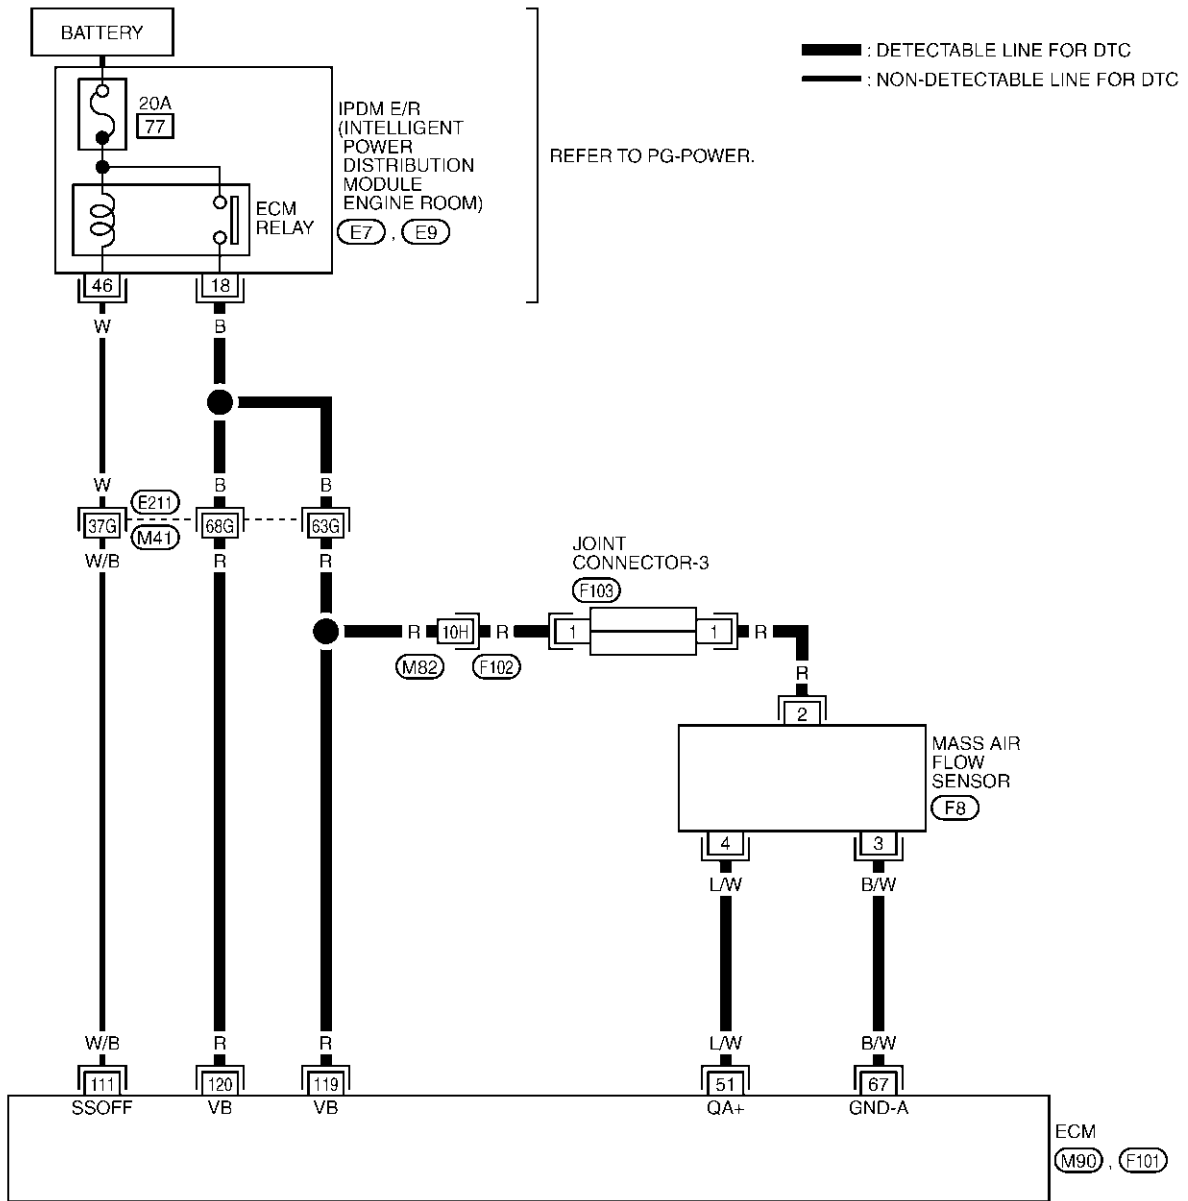 BATTERY
: DETECTABLE LINE FOR DTC
: NON-DETECTABLE LINE FOR DTC
20A
77
IPDM E/R
(INTELLIGENT
POWER
DISTRIBUTION
MODULE
ENGINE ROOM)
E7 , E9
REFER TO PG-POWER.
ECM
RELAY
46 18
W B
W B B
E211
37G 68G 63G
M41
W/B R R
JOINT
CONNECTOR-3
F103
R 10H R 1 1 R
M82 F102
R
2
MASS AIR
FLOW
SENSOR
F8
4 3
L/W B/W
W/B R R L/W B/W
111 120 119 51 67
SSOFF VB VB QA+ GND-A
ECM
M90 , F101